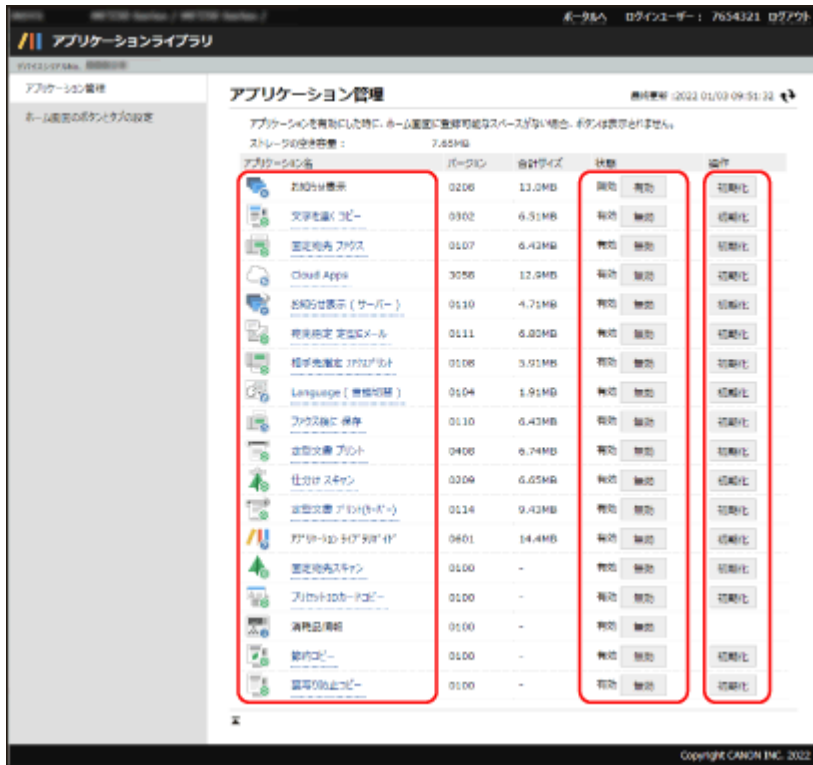 ポータルへ ログインユーザー： 7654321 ログアウト
アプリケーションライブラリ
アプリケーション管理
ホーム画面のボタンとタブの設定
アプリケーション管理
最終更新 :2022 01/03 09:51:32
アプリケーションを有効にした時に、ホーム画面に登録可能なスペースがない場合、ボタンは表示されません。
ストレージの空き容量： 7.65MB
アプリケーション名 バージョン 合計サイズ 状態 操作
お知らせ表示 0208 13.0MB 無効 有効 初期化
文字を濃く コピー 0302 6.51MB 有効 無効 初期化
固定宛先 ファクス 0107 6.43MB 有効 無効 初期化
Cloud Apps 3058 12.9MB 有効 無効 初期化
お知らせ表示 ( サーバー ) 0110 4.71MB 有効 無効 初期化
宛先指定 定型Eメール 0111 6.80MB 有効 無効 初期化
相手先指定 ﾌｧｸｽﾌﾟﾘﾝﾄ 0108 5.91MB 有効 無効 初期化
Language ( 言語切替 ) 0104 1.91MB 有効 無効 初期化
ファクス後に 保存 0110 6.43MB 有効 無効 初期化
定型文書 プリント 0408 6.74MB 有効 無効 初期化
仕分け スキャン 0209 6.65MB 有効 無効 初期化
定型文書 ﾌﾟﾘﾝﾄ(ｻｰﾊﾞｰ) 0114 9.43MB 有効 無効 初期化
ｱﾌﾟﾘｹｰｼｮﾝ ﾗｲﾌﾞﾗﾘｶﾞｲﾄﾞ 0601 14.4MB 有効 無効 初期化
固定宛先スキャン 0100 - 有効 無効 初期化
プリセットIDカードコピー 0100 - 有効 無効 初期化
消耗品情報 0100 - 有効 無効
節約コピー 0100 - 有効 無効 初期化
裏写り防止コピー 0100 - 有効 無効 初期化
Copyright CANON INC. 2022